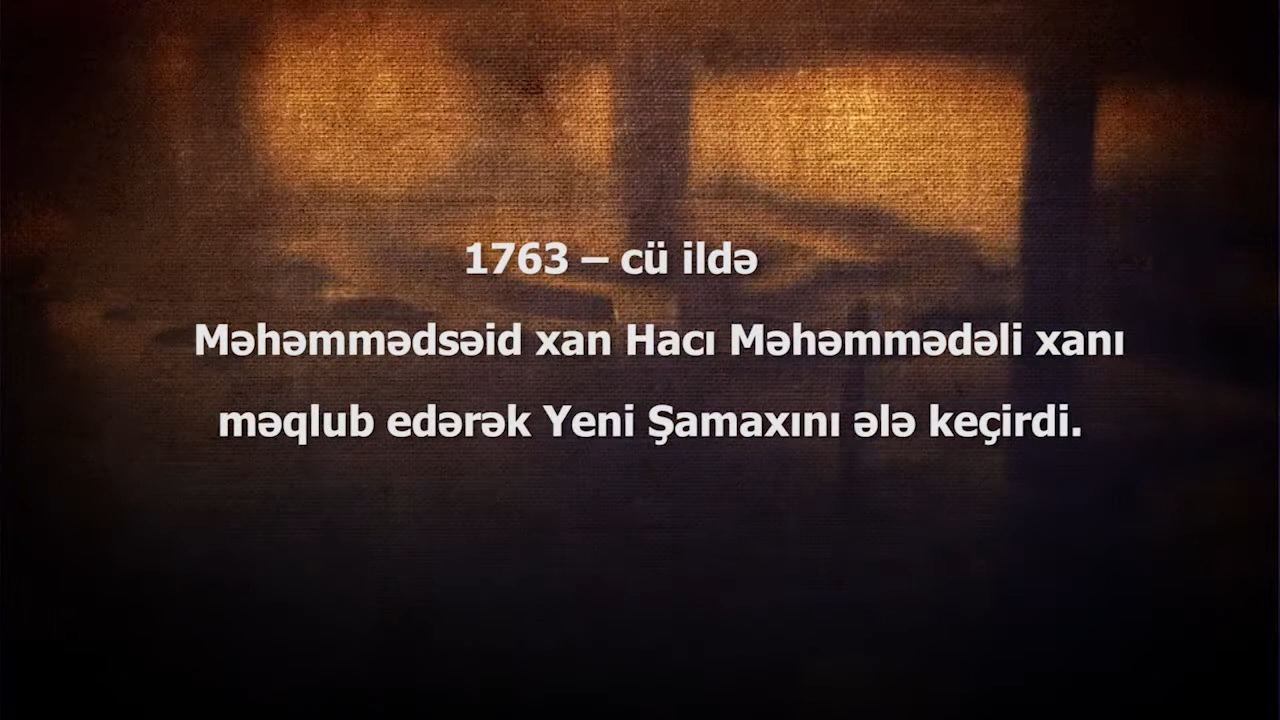 1763 – cü ildə
Məhəmmədsəid xan Hacı Məhəmmədəli xanı
məqlub edərək Yeni Şamaxını ələ keçirdi.